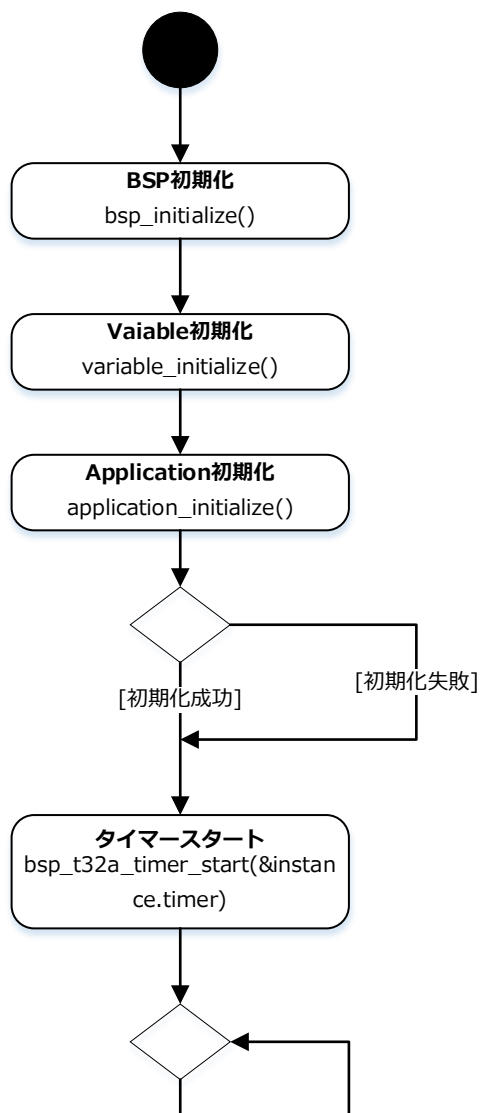 BSP初期化
bsp_initialize()
Vaiable初期化
variable_initialize()
Application初期化
application_initialize()
[初期化成功]
[初期化失敗]
タイマースタート
bsp_t32a_timer_start(&instan
ce.timer)